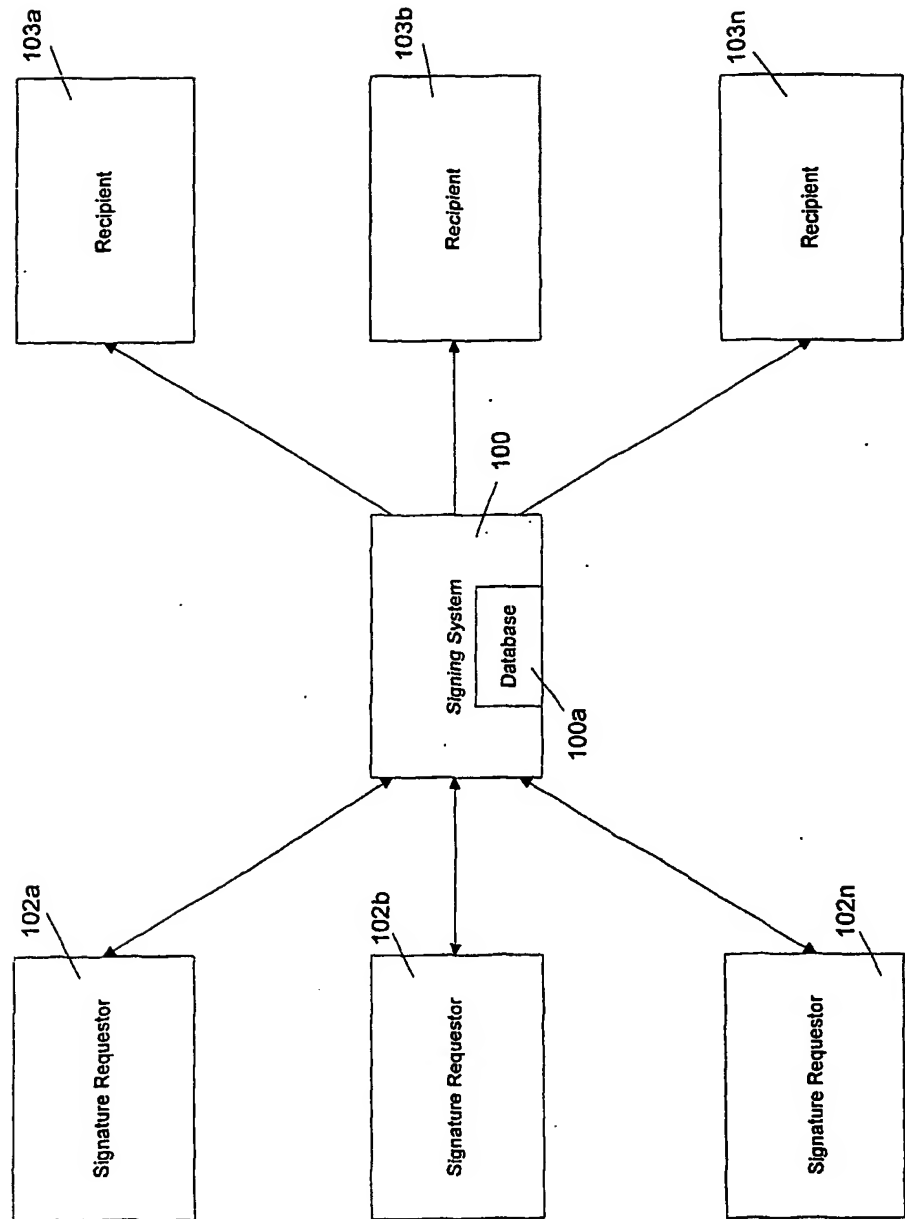 102a
Signature Requestor
102b
Signature Requestor
102n
Signature Requestor
100
Signing System
Database
100a
103a
Recipient
103b
Recipient
103n
Recipient